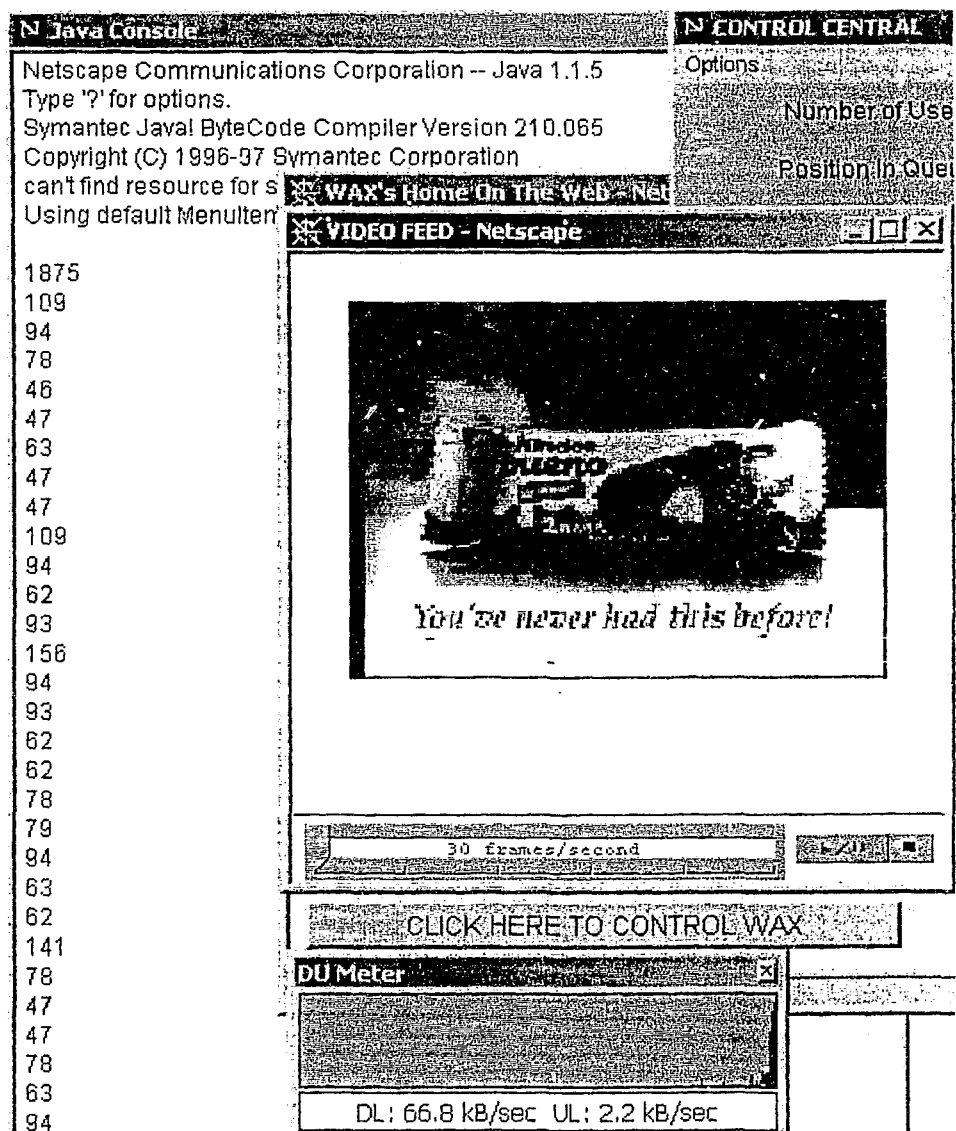 Java Console
Netscape Communications Corporation -- Java 1.1.5
Type '?' for options.
Symantec Java! ByteCode Compiler Version 210.065
Copyright (C) 1996-97 Symantec Corporation
can't find resource for s
Using default MenuItem
1875
109
94
78
46
47
63
47
47
109
94
62
93
156
94
93
62
62
78
79
94
63
62
141
78
47
47
78
63
94
CONTROL CENTRAL
Options
Number of Use
Position In Que
WAX's Home On The Web - Net
VIDEO FEED - Netscape
kinder
bueno
You've never had this before!
30 frames/second
CLICK HERE TO CONTROL WAX
DU Meter
DL: 66.8 kB/sec UL: 2.2 kB/sec